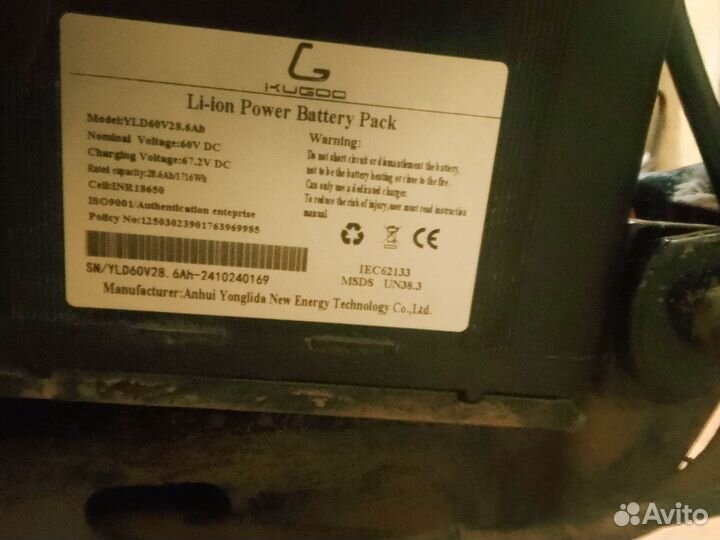 KUGOO
Li-ion Power Battery Pack
Model:YLD60V28.6Ah
Nominal Voltage:60V DC
Charging Voltage:67.2V DC
Rated capacity:28.6Ah/1716Wh
Cell:INR18650
ISO9001/Authentication enteprise
Policy No:12503023901763969985
Warning:
Do not short circuit or dismantlement the battery,
not to be the battery heating or close to the fire.
Can only use a dedicated charger.
To reduce the risk of injury,user must read instruction
manual.
CE
IEC62133
MSDS UN38.3
SN/YLD60V28.6Ah-2410240169
Manufacturer:Anhui Yonglida New Energy Technology Co.,Ltd.
Avito